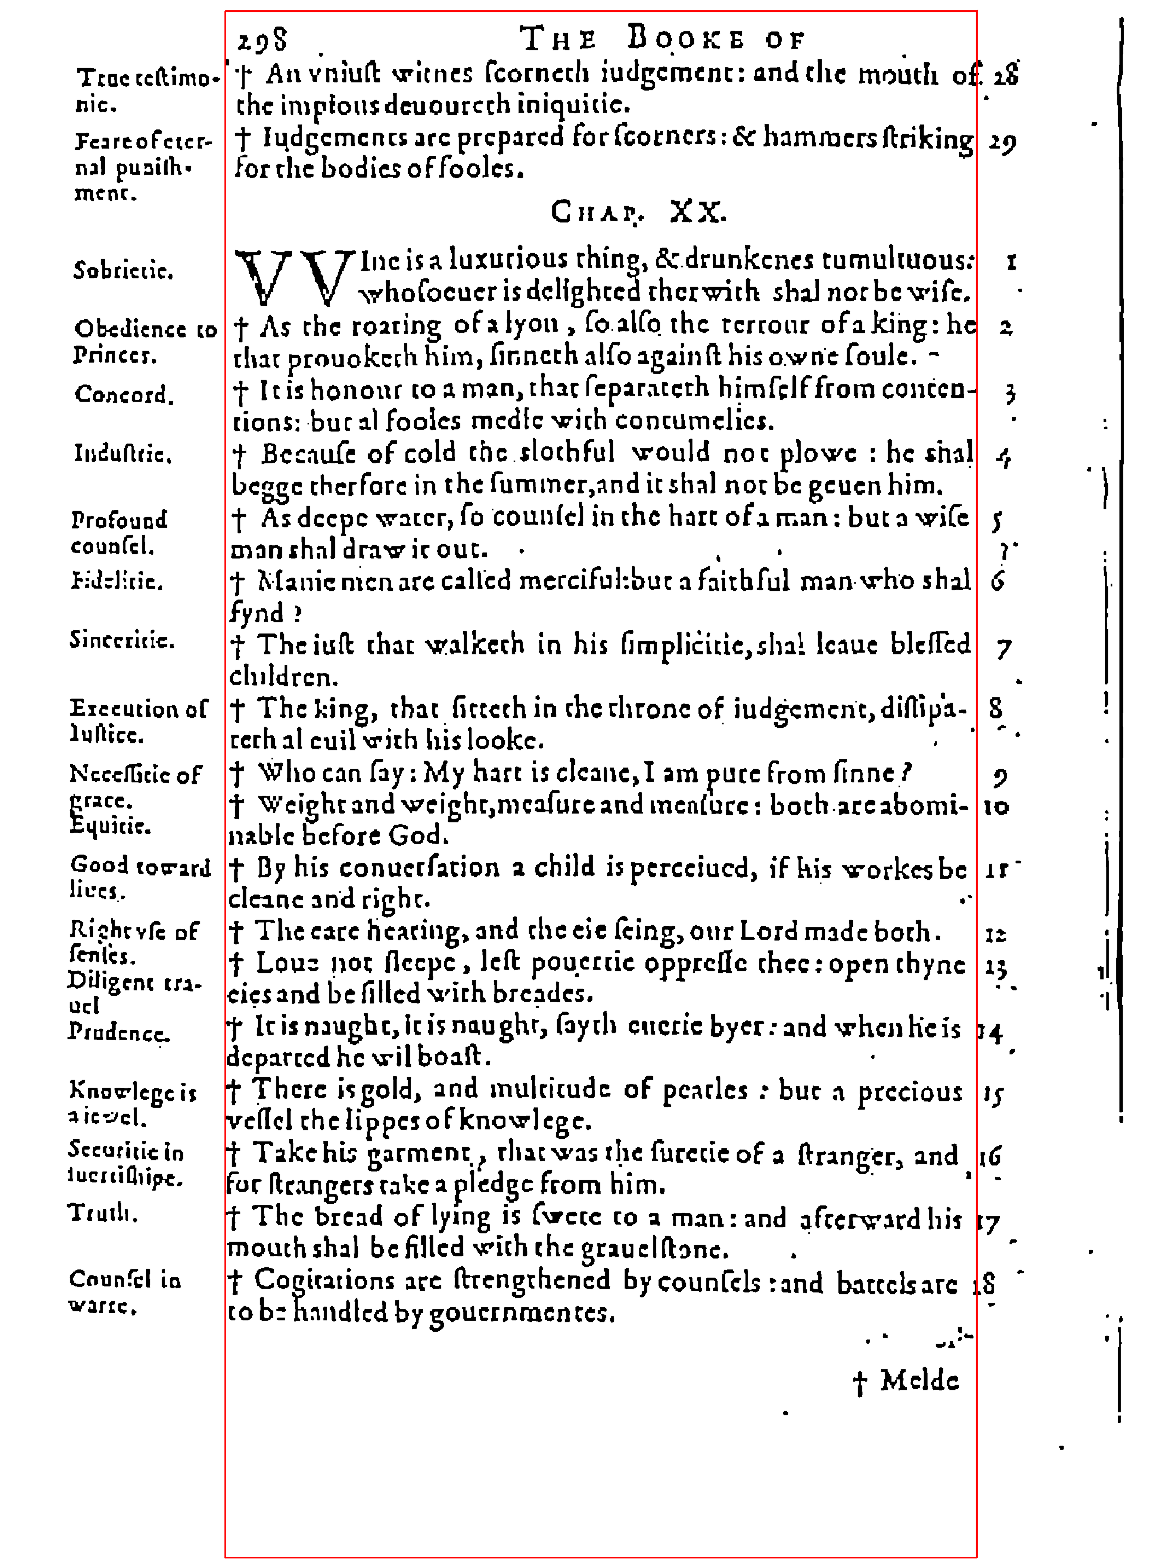 298 THE BOOKE OF
True testimo- † An vniuſt witnes ſcorneth iudgement: and the mouth of 28
nie. the impious deuoureth iniquitie.
Feare of eter- † Iudgements are prepared for ſcorners: & hammers ſtriking 29
nal puniſh- for the bodies of fooles.
ment.
CHAP. XX.
Sobrietie. VVIne is a luxurious thing, & drunkenes tumultuous: 1
whoſoeuer is delighted therwith shal not be wiſe.
Obedience to † As the roaring of a lyon, ſo alſo the terrour of a king: he 2
Princes. that prouoketh him, ſinneth alſo againſt his owne ſoule.
Concord. † It is honour to a man, that ſeparateth himſelf from conten- 3
tions: but al fooles medle with contumelies.
Induſtrie. † Becauſe of cold the slothful would not plowe : he shal 4
begge therfore in the ſummer, and it shal not be geuen him.
Profound † As deepe water, ſo counſel in the hart of a man: but a wiſe 5
counſel. man shal draw it out.
Fidelitie. † Manie men are called merciful: but a faithful man who shal 6
fynd ?
Sinceritie. † The iuſt that walketh in his ſimplicitie, shal leaue bleſſed 7
children.
Execution of † The king, that ſitteth in the throne of iudgement, diſſipa- 8
Iuſtice. teth al euil with his looke.
Neceſſitie of † Who can ſay: My hart is cleane, I am pure from ſinne? 9
grace. † Weight and weight, meaſure and meaſure: both are abomi- 10
Equitie. nable before God.
Good toward † By his conuerſation a child is perceiued, if his workes be 11
liues. cleane and right.
Right vſe of † The eare hearing, and the eie ſeing, our Lord made both. 12
ſenſes. † Loue not ſleepe, leſt pouertie oppreſſe thee: open thyne 13
Diligent tra- eies and be filled with breades.
uel † It is naught, it is naught, ſayth euerie byer: and when he is 14
Prudence. departed he wil boaſt.
Knowlege is † There is gold, and multitude of pearles : but a precious 15
a iewel. veſſel the lippes of knowlege.
Securitie in † Take his garment, that was the ſuretie of a ſtranger, and 16
ſuertiſhipe. for ſtrangers take a pledge from him.
Truth. † The bread of lying is ſwete to a man: and afterward his 17
mouth shal be filled with the grauel ſtone.
Counſel in † Cogitations are ſtrengthened by counſels: and battels are 18
warre. to be handled by gouernmentes.
† Melde